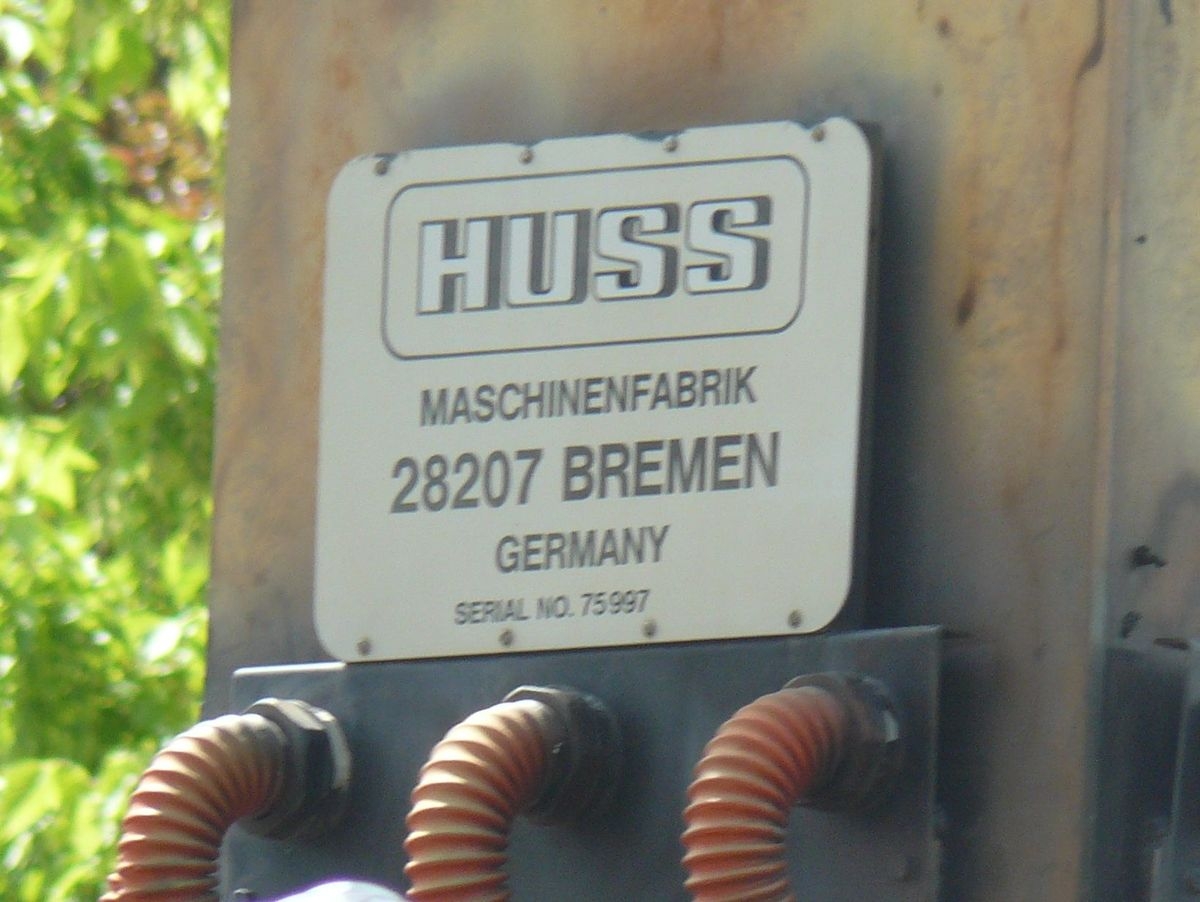 HUSS
MASCHINENFABRIK
28207 BREMEN
GERMANY
SERIAL NO. 75997